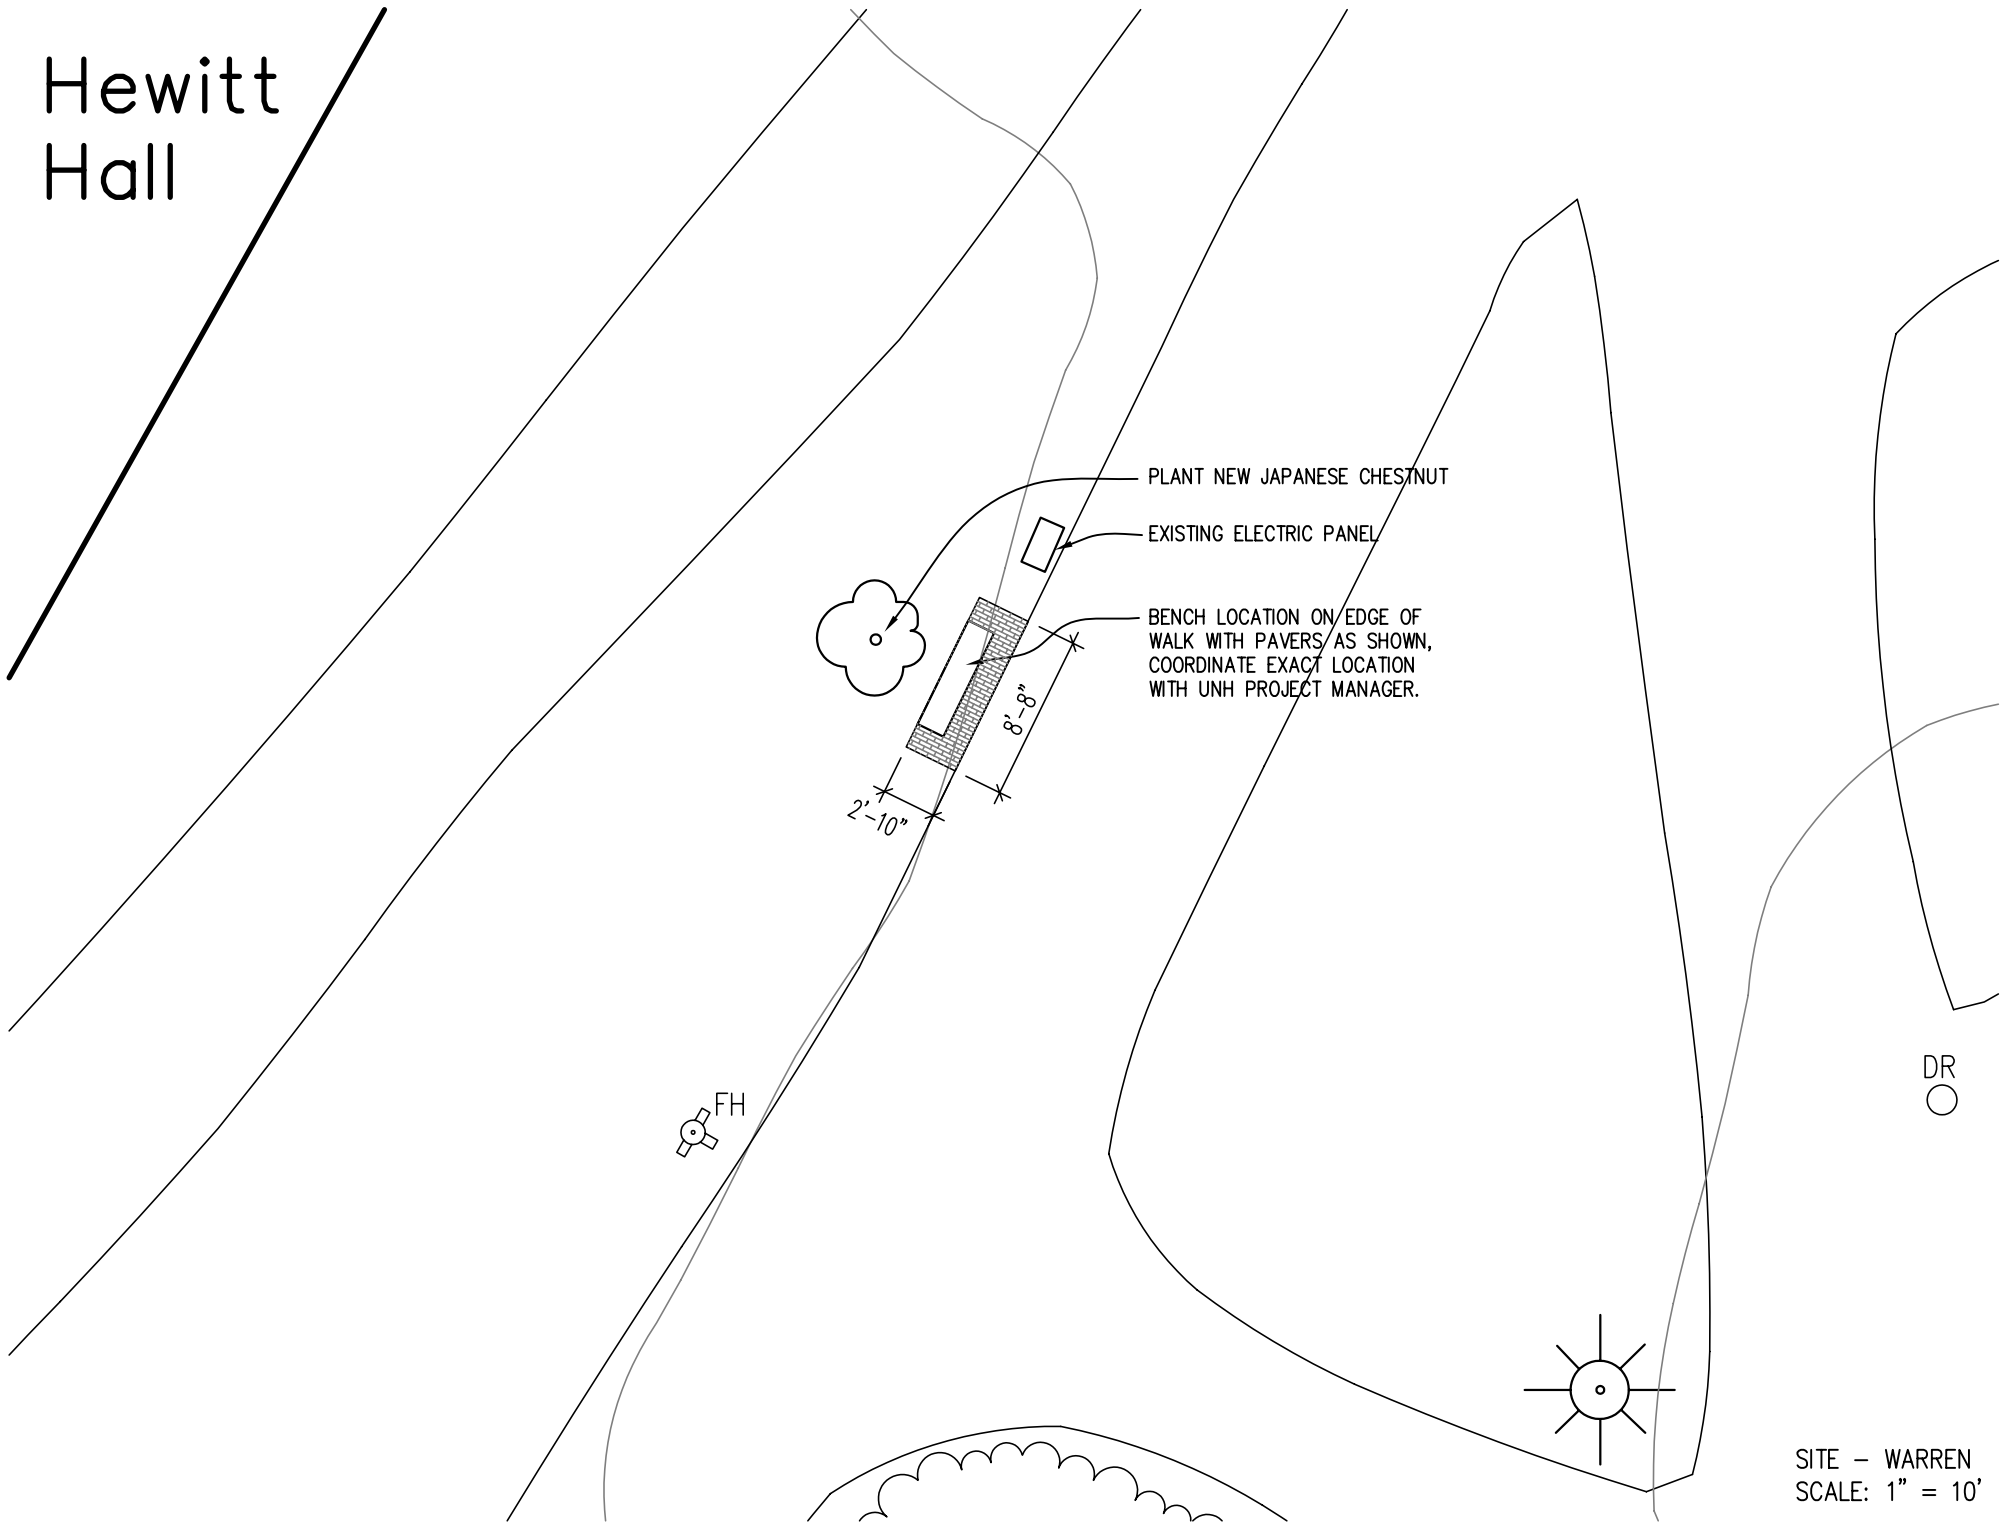 Hewitt
Hall
PLANT NEW JAPANESE CHESTNUT
EXISTING ELECTRIC PANEL
BENCH LOCATION ON EDGE OF
WALK WITH PAVERS AS SHOWN,
COORDINATE EXACT LOCATION
WITH UNH PROJECT MANAGER.
8'-8"
2'-10"
FH
DR
SITE - WARREN
SCALE: 1" = 10'